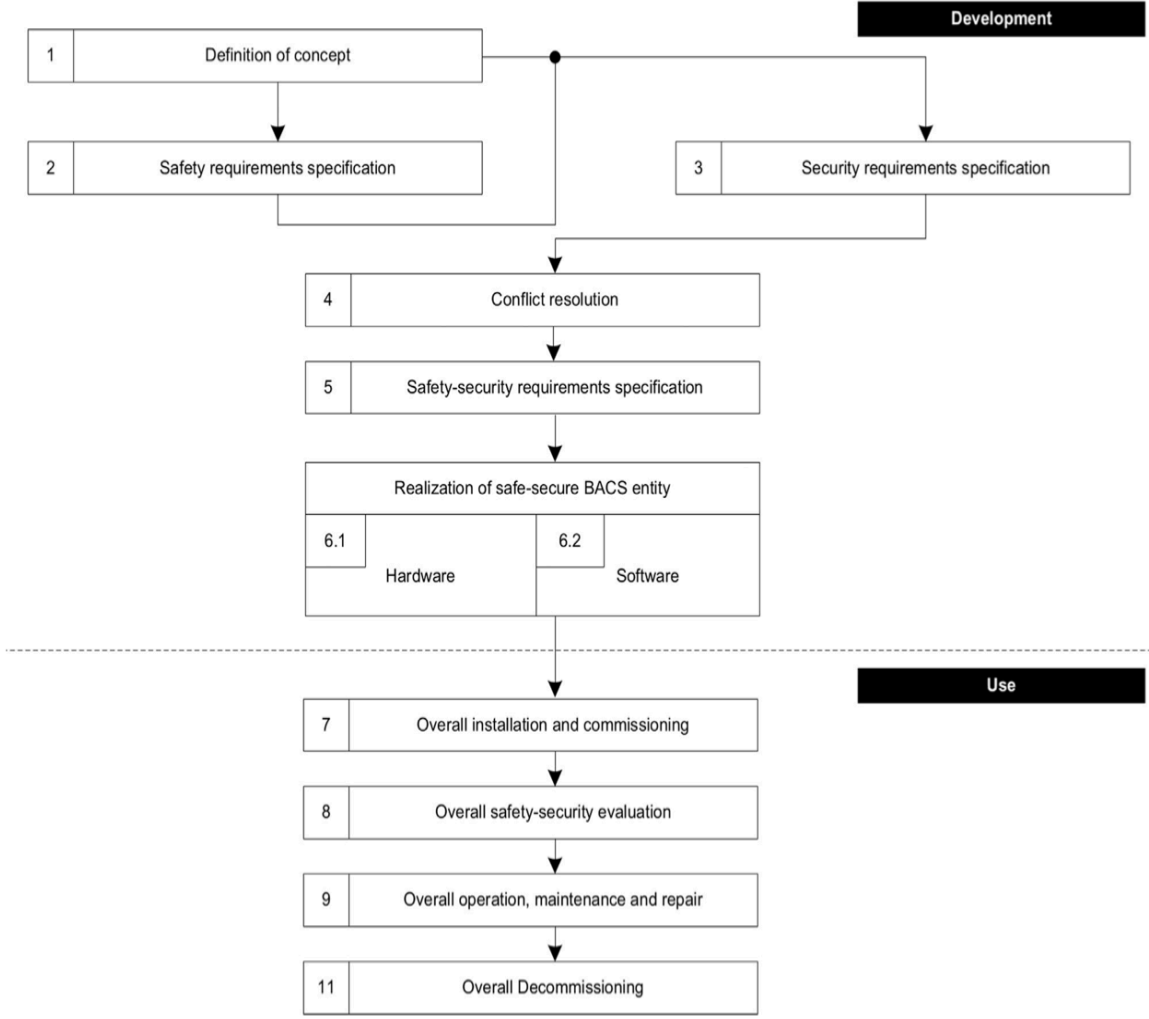 Development
1 Definition of concept
2 Safety requirements specification
3 Security requirements specification
4 Conflict resolution
5 Safety-security requirements specification
Realization of safe-secure BACS entity
6.1 Hardware
6.2 Software
Use
7 Overall installation and commissioning
8 Overall safety-security evaluation
9 Overall operation, maintenance and repair
11 Overall Decommissioning